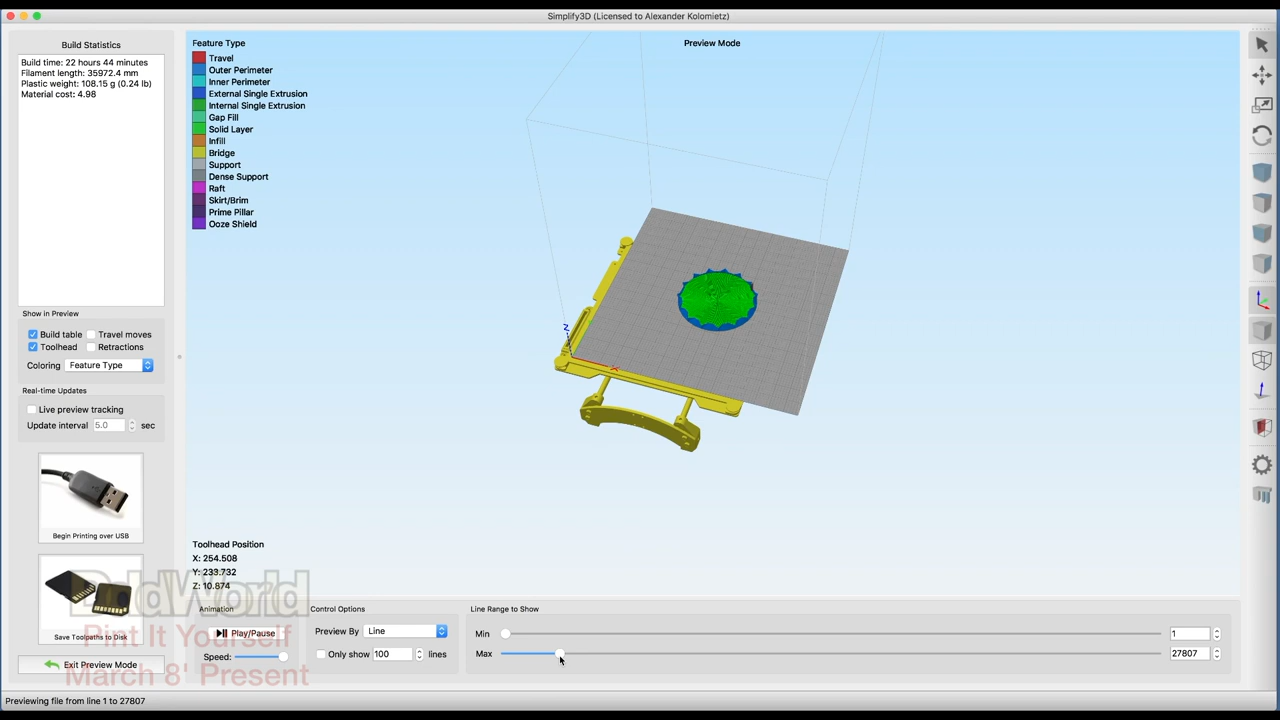 Simplify3D (Licensed to Alexander Kolomietz)
Build Statistics
Build time: 22 hours 44 minutes
Filament length: 35972.4 mm
Plastic weight: 108.15 g (0.24 lb)
Material cost: 4.98
Show in Preview
Build table
Travel moves
Toolhead
Retractions
Coloring
Feature Type
Real-time Updates
Live preview tracking
Update interval
5.0
sec
Begin Printing over USB
Save Toolpaths to Disk
Exit Preview Mode
Previewing file from line 1 to 27807
Feature Type
Travel
Outer Perimeter
Inner Perimeter
External Single Extrusion
Internal Single Extrusion
Gap Fill
Solid Layer
Infill
Bridge
Support
Dense Support
Raft
Skirt/Brim
Prime Pillar
Ooze Shield
Preview Mode
Z
X
Toolhead Position
X: 254.508
Y: 233.732
Z: 10.874
Animation
Play/Pause
Speed:
Control Options
Preview By
Line
Only show
100
lines
Line Range to Show
Min
1
Max
27807
Pint It Yourself
March 8' Present